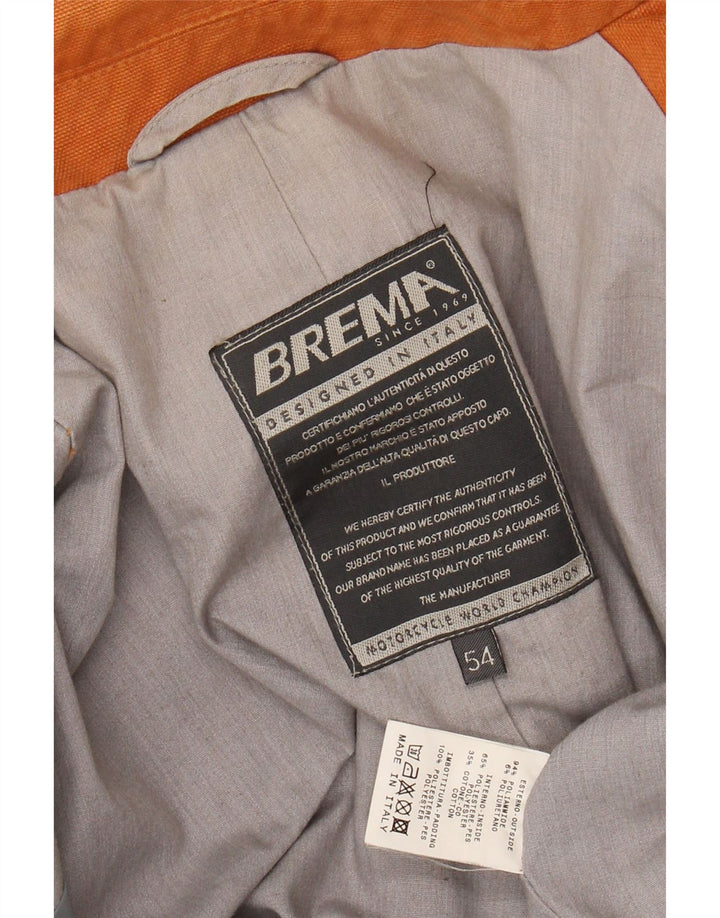 BREMA®
SINCE 1969
DESIGNED IN ITALY
CERTIFICHIAMO L'AUTENTICITÀ DI QUESTO
PRODOTTO E CONFERMIAMO CHE È STATO OGGETTO
DEI PIU' RIGOROSI CONTROLLI.
IL NOSTRO MARCHIO È STATO APPOSTO
A GARANZIA DELL'ALTA QUALITÀ DI QUESTO CAPO.
IL PRODUTTORE
WE HEREBY CERTIFY THE AUTHENTICITY
OF THIS PRODUCT AND WE CONFIRM THAT IT HAS BEEN
SUBJECT TO THE MOST RIGOROUS CONTROLS.
OUR BRAND NAME HAS BEEN PLACED AS A GUARANTEE
OF THE HIGHEST QUALITY OF THE GARMENT.
THE MANUFACTURER
MOTORCYCLE WORLD CHAMPION
54
ESTERNO-OUTSIDE
94% POLIAMMIDE
6% POLIURETANO
INTERNO-INSIDE
65% POLIESTERE-PES
POLYESTER
35% COTONE-CO
COTTON
IMBOTTITURA-PADDING
100% POLIESTERE-PES
POLYESTER
MADE IN ITALY